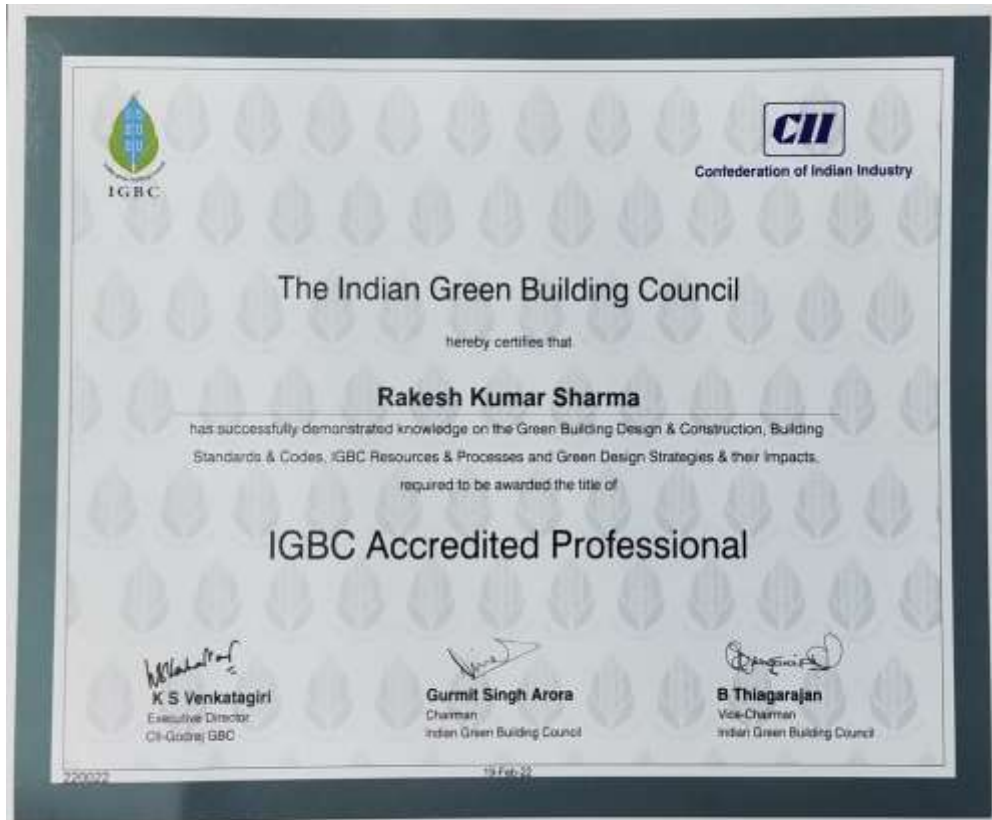 IGBC
CII
Confederation of Indian Industry
The Indian Green Building Council
hereby certifies that
Rakesh Kumar Sharma
has successfully demonstrated knowledge on the Green Building Design & Construction, Building
Standards & Codes, IGBC Resources & Processes and Green Design Strategies & their Impacts,
required to be awarded the title of
IGBC Accredited Professional
K S Venkatagiri
Executive Director
CII-Godrej GBC
Gurmit Singh Arora
Chairman
Indian Green Building Council
B Thiagarajan
Vice-Chairman
Indian Green Building Council
220022
19-Feb-22